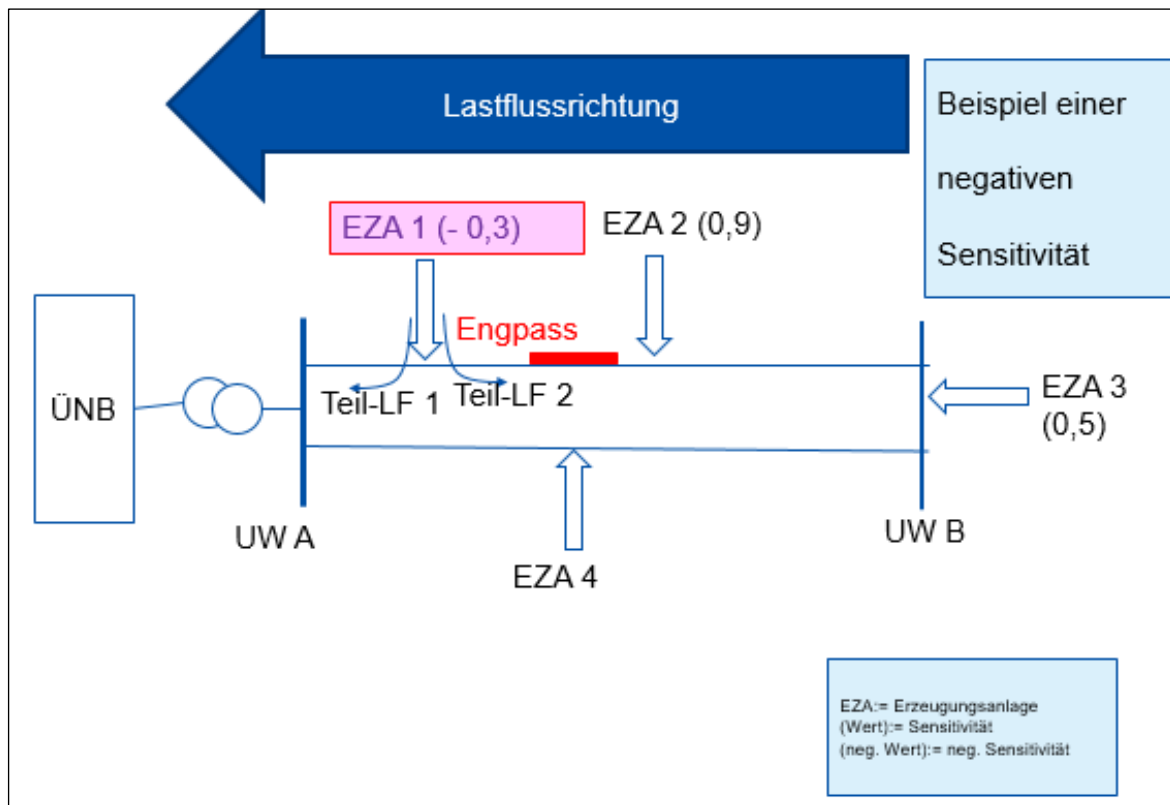 Lastflussrichtung
Beispiel einer
negativen
Sensitivität
EZA 1 (- 0,3)
EZA 2 (0,9)
Engpass
ÜNB
Teil-LF 1
Teil-LF 2
EZA 3
(0,5)
UW A
UW B
EZA 4
EZA:= Erzeugungsanlage
(Wert):= Sensitivität
(neg. Wert):= neg. Sensitivität